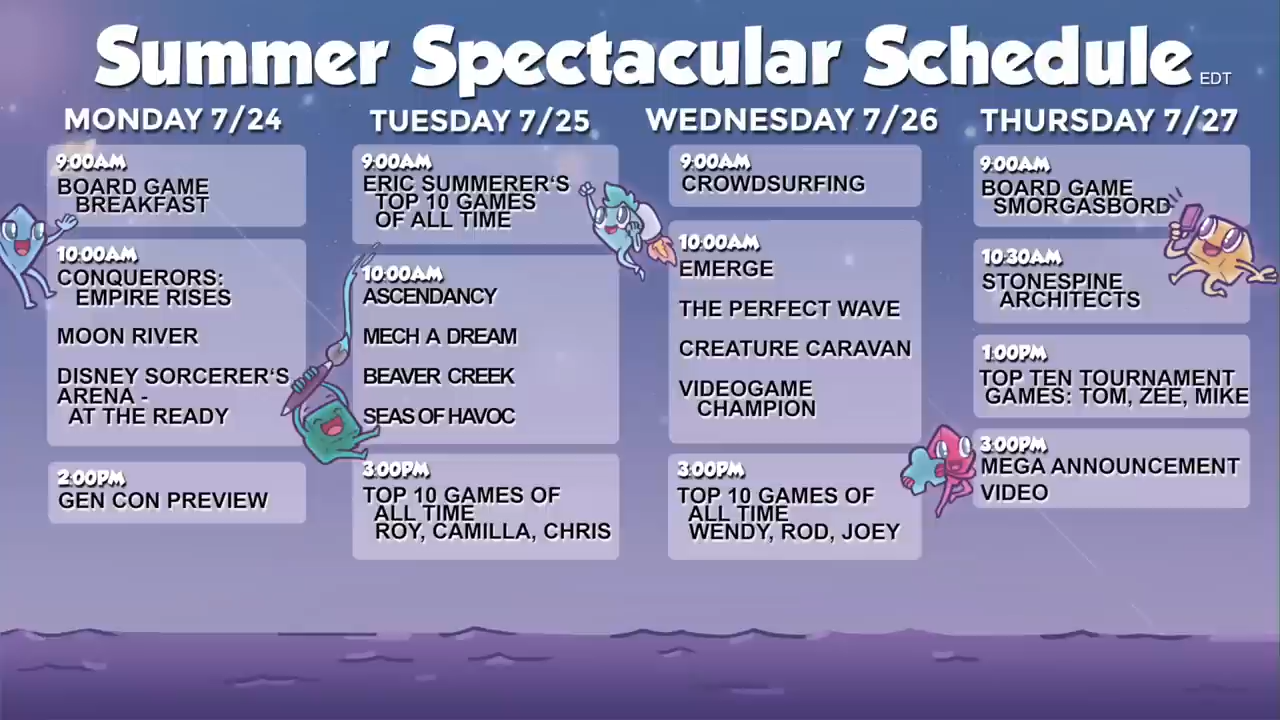 Summer Spectacular Schedule EDT
MONDAY 7/24
9:00AM
BOARD GAME
BREAKFAST
10:00AM
CONQUERORS:
EMPIRE RISES
MOON RIVER
DISNEY SORCERER‘S
ARENA -
AT THE READY
2:00PM
GEN CON PREVIEW
TUESDAY 7/25
9:00AM
ERIC SUMMERER‘S
TOP 10 GAMES
OF ALL TIME
10:00AM
ASCENDANCY
MECH A DREAM
BEAVER CREEK
SEAS OF HAVOC
3:00PM
TOP 10 GAMES OF
ALL TIME
ROY, CAMILLA, CHRIS
WEDNESDAY 7/26
9:00AM
CROWDSURFING
10:00AM
EMERGE
THE PERFECT WAVE
CREATURE CARAVAN
VIDEOGAME
CHAMPION
3:00PM
TOP 10 GAMES OF
ALL TIME
WENDY, ROD, JOEY
THURSDAY 7/27
9:00AM
BOARD GAME
SMORGASBORD
10:30AM
STONESPINE
ARCHITECTS
1:00PM
TOP TEN TOURNAMENT
GAMES: TOM, ZEE, MIKE
3:00PM
MEGA ANNOUNCEMENT
VIDEO